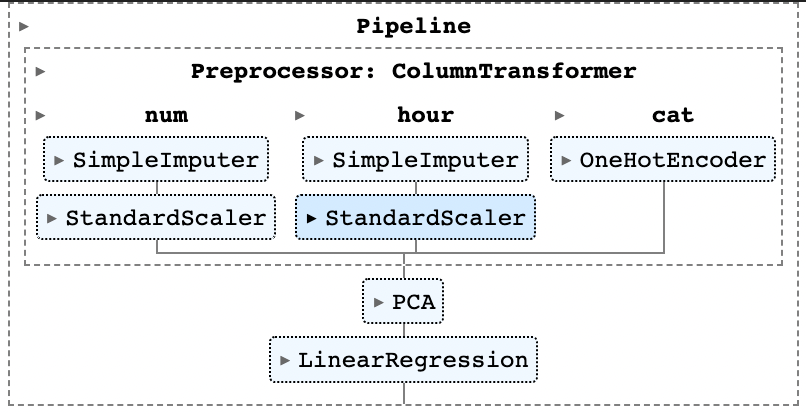 Pipeline
Preprocessor: ColumnTransformer
num hour cat
SimpleImputer SimpleImputer OneHotEncoder
StandardScaler StandardScaler
PCA
LinearRegression